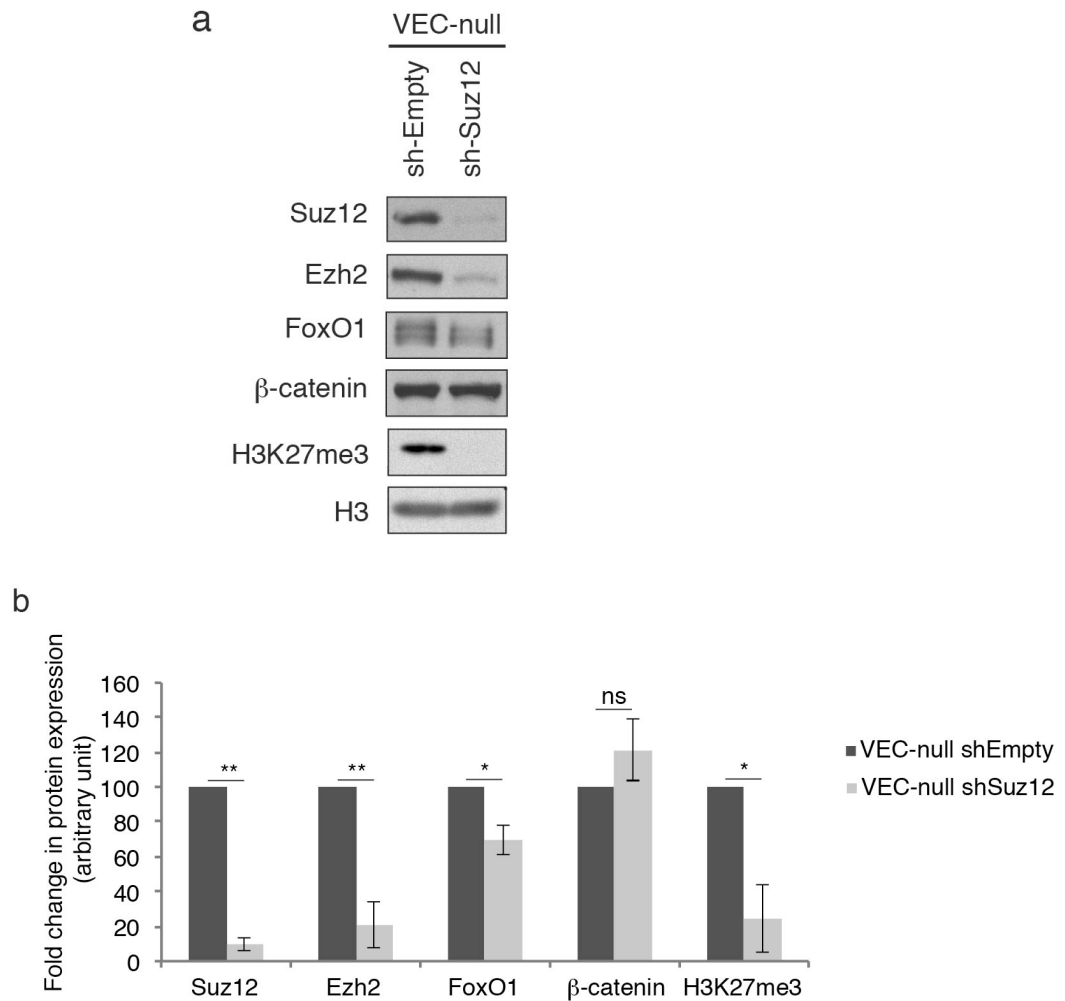 a
VEC-null
sh-Empty
sh-Suz12
Suz12
Ezh2
FoxO1
β-catenin
H3K27me3
H3
b
Fold change in protein expression
(arbitrary unit)
160
140
120
100
80
60
40
20
0
**
**
*
ns
*
Suz12
Ezh2
FoxO1
β-catenin
H3K27me3
VEC-null shEmpty
VEC-null shSuz12